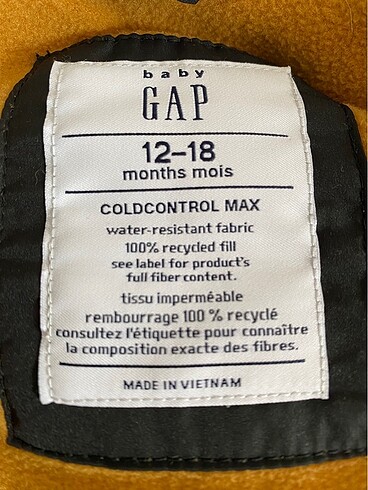 baby
GAP
12-18
months mois
COLDCONTROL MAX
water-resistant fabric
100% recycled fill
see label for product's
full fiber content.
tissu imperméable
rembourrage 100 % recyclé
consultez l'étiquette pour connaître
la composition exacte des fibres.
MADE IN VIETNAM